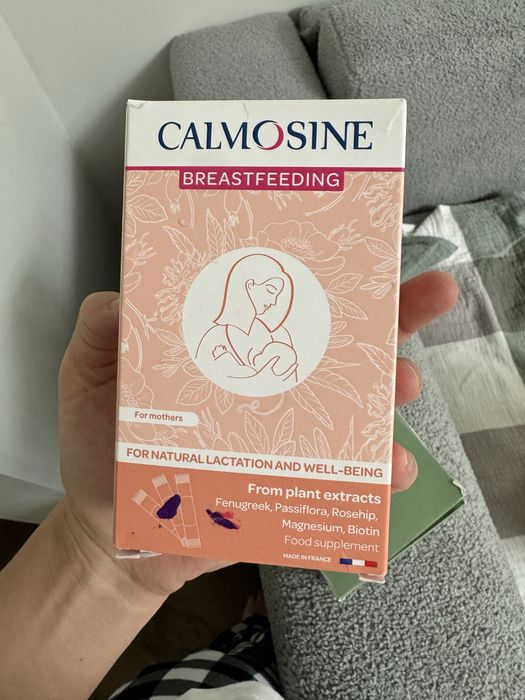 CALMOSINE
BREASTFEEDING
For mothers
FOR NATURAL LACTATION AND WELL-BEING
From plant extracts
Fenugreek, Passiflora, Rosehip,
Magnesium, Biotin
Food supplement
MADE IN FRANCE